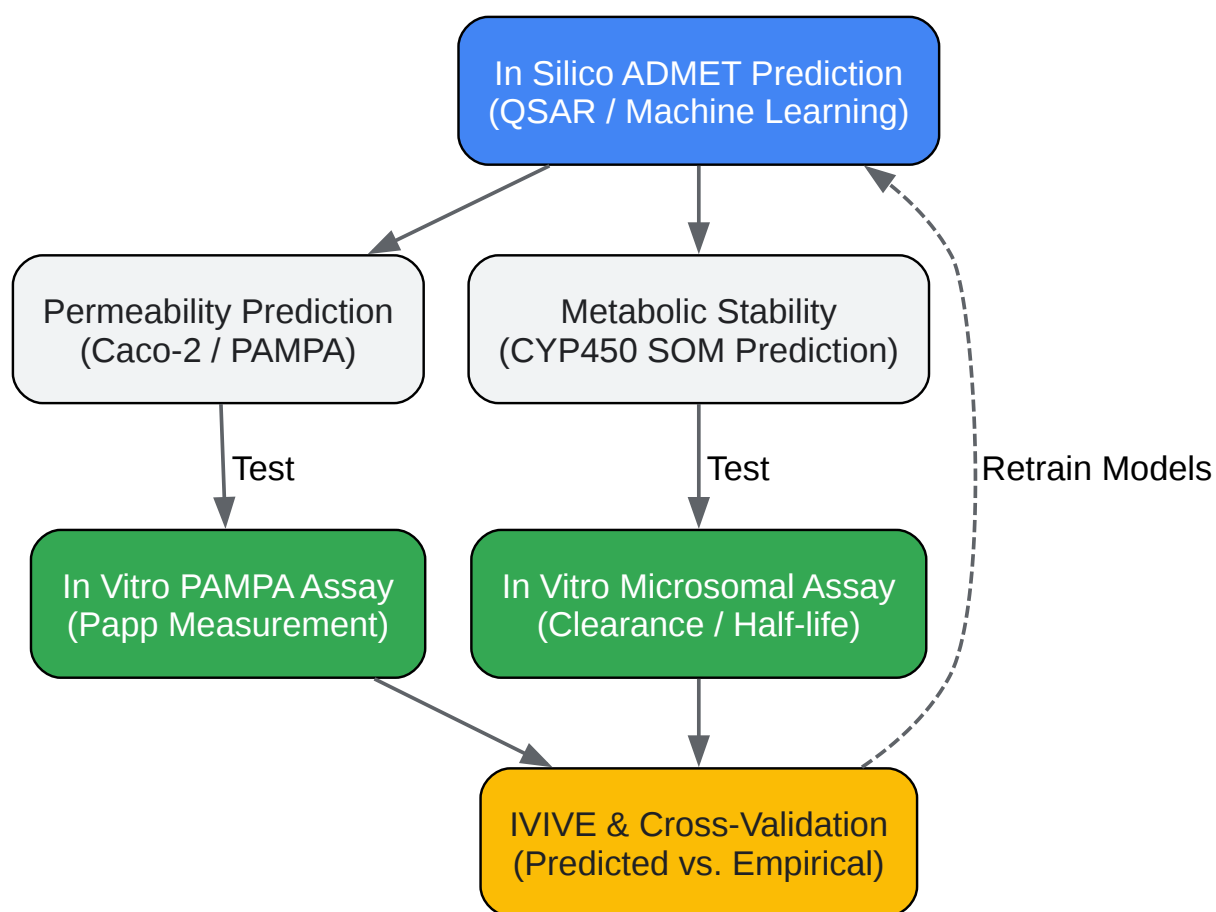 In Silico ADMET Prediction
(QSAR / Machine Learning)
Permeability Prediction
(Caco-2 / PAMPA)
Metabolic Stability
(CYP450 SOM Prediction)
Test
Test
Retrain Models
In Vitro PAMPA Assay
(Papp Measurement)
In Vitro Microsomal Assay
(Clearance / Half-life)
IVIVE & Cross-Validation
(Predicted vs. Empirical)